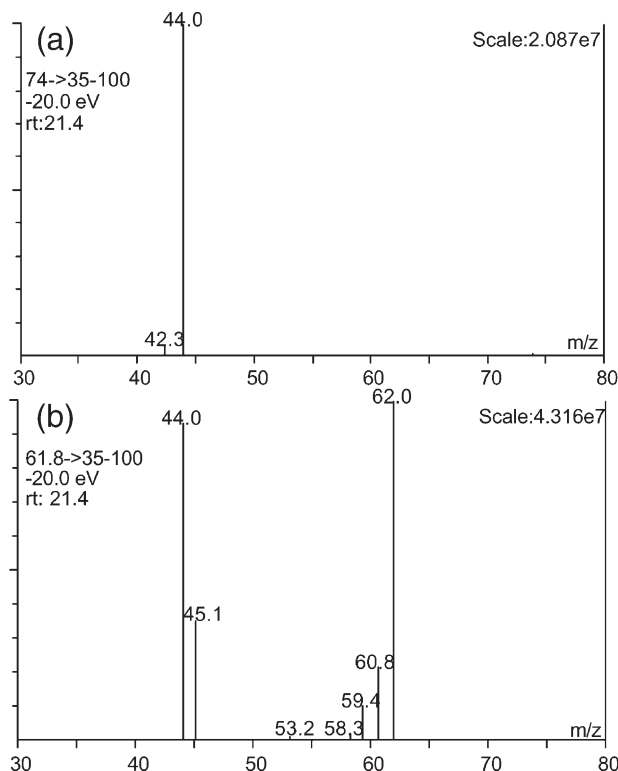 (a)
44.0
Scale:2.087e7
74->35-100
-20.0 eV
rt:21.4
42.3
m/z
30 40 50 60 70 80
(b)
44.0
62.0
Scale:4.316e7
61.8->35-100
-20.0 eV
rt: 21.4
45.1
60.8
59.4
53.2 58.3
m/z
30 40 50 60 70 80